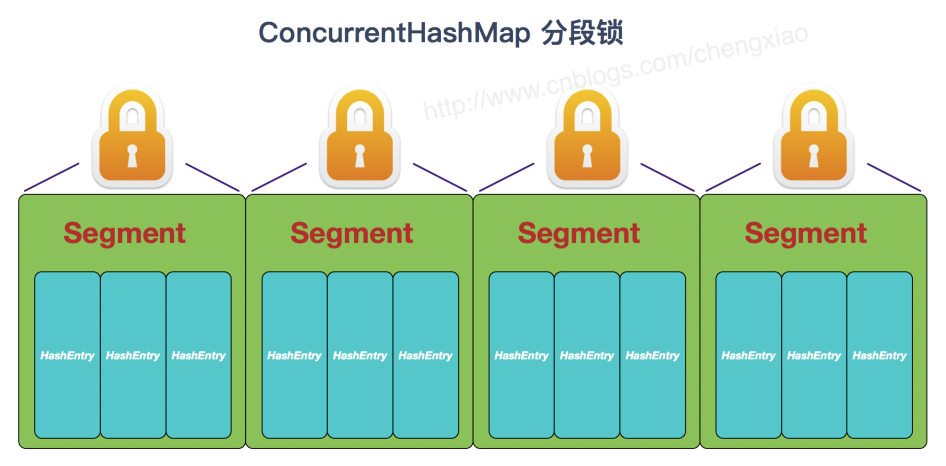 ConcurrentHashMap 分段锁
http://www.cnblogs.com/chengxiao
Segment Segment Segment Segment
HashEntry HashEntry HashEntry HashEntry HashEntry HashEntry HashEntry HashEntry HashEntry HashEntry HashEntry HashEntry